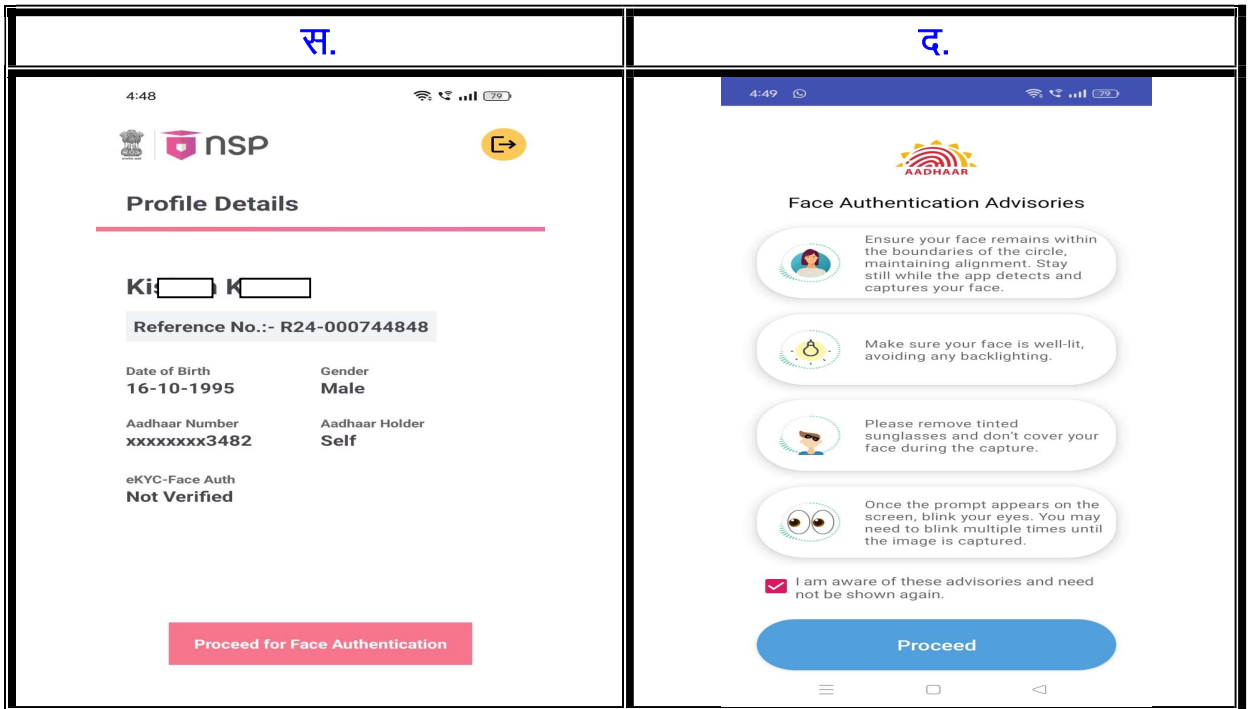 स.
द.
4:48
79
nsp
Profile Details
Ki K
Reference No.:- R24-000744848
Date of Birth Gender
16-10-1995 Male
Aadhaar Number Aadhaar Holder
xxxxxxxx3482 Self
eKYC-Face Auth
Not Verified
Proceed for Face Authentication
4:49
79
AADHAAR
Face Authentication Advisories
Ensure your face remains within
the boundaries of the circle,
maintaining alignment. Stay
still while the app detects and
captures your face.
Make sure your face is well-lit,
avoiding any backlighting.
Please remove tinted
sunglasses and don't cover your
face during the capture.
Once the prompt appears on the
screen, blink your eyes. You may
need to blink multiple times until
the image is captured.
I am aware of these advisories and need
not be shown again.
Proceed